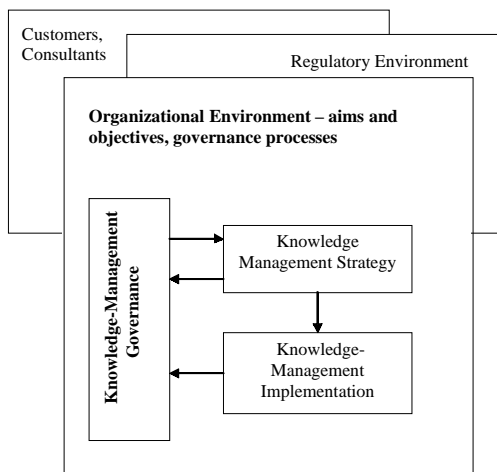 Customers,
Consultants
Regulatory Environment
Organizational Environment – aims and
objectives, governance processes
Knowledge-Management
Governance
Knowledge
Management Strategy
Knowledge-
Management
Implementation